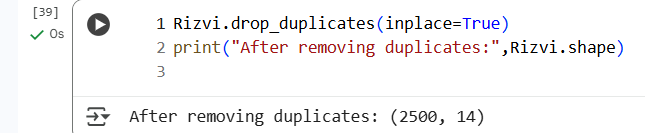 [39]
0s
1 Rizvi.drop_duplicates(inplace=True)
2 print("After removing duplicates:",Rizvi.shape)
3
After removing duplicates: (2500, 14)